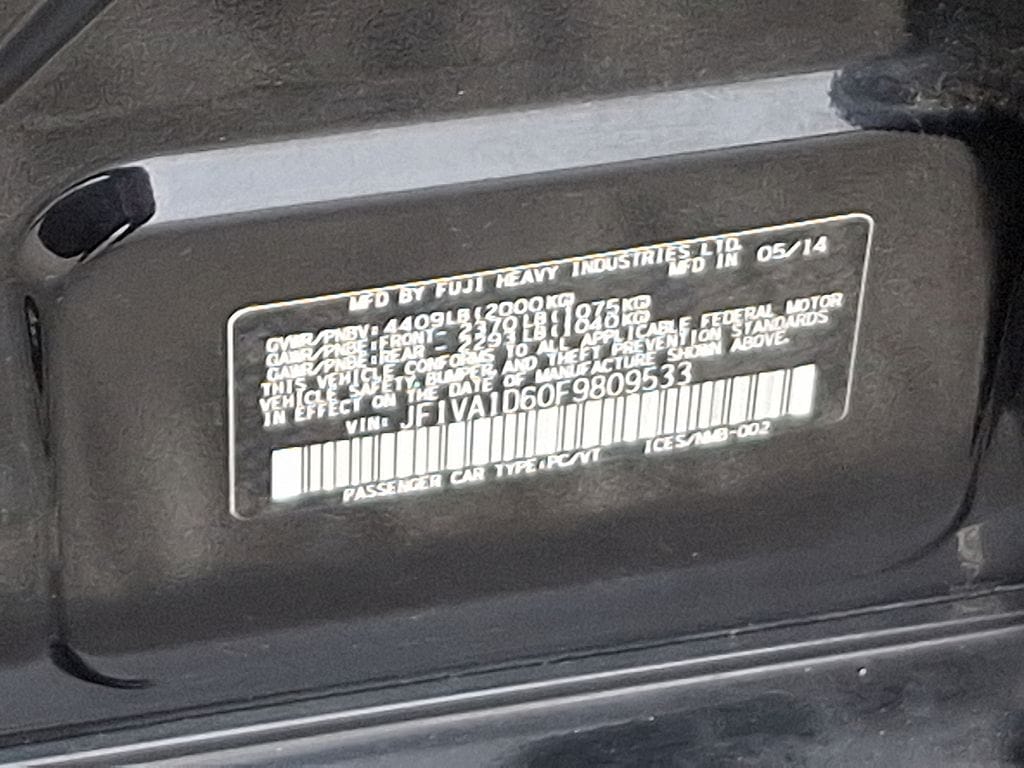 MFD BY FUJI HEAVY INDUSTRIES LTD.
MFD IN 05/14
GVWR/PNBV: 4409LB(2000KG)
GAWR/PNBE:FRONT- 2370LB(1075KG)
GAWR/PNBE:REAR - 2293LB(1040KG)
THIS VEHICLE CONFORMS TO ALL APPLICABLE FEDERAL MOTOR
VEHICLE SAFETY, BUMPER, AND THEFT PREVENTION STANDARDS
IN EFFECT ON THE DATE OF MANUFACTURE SHOWN ABOVE.
VIN: JF1VA1D60F9809533
PASSENGER CAR TYPE:PC/VT ICES/NMB-002